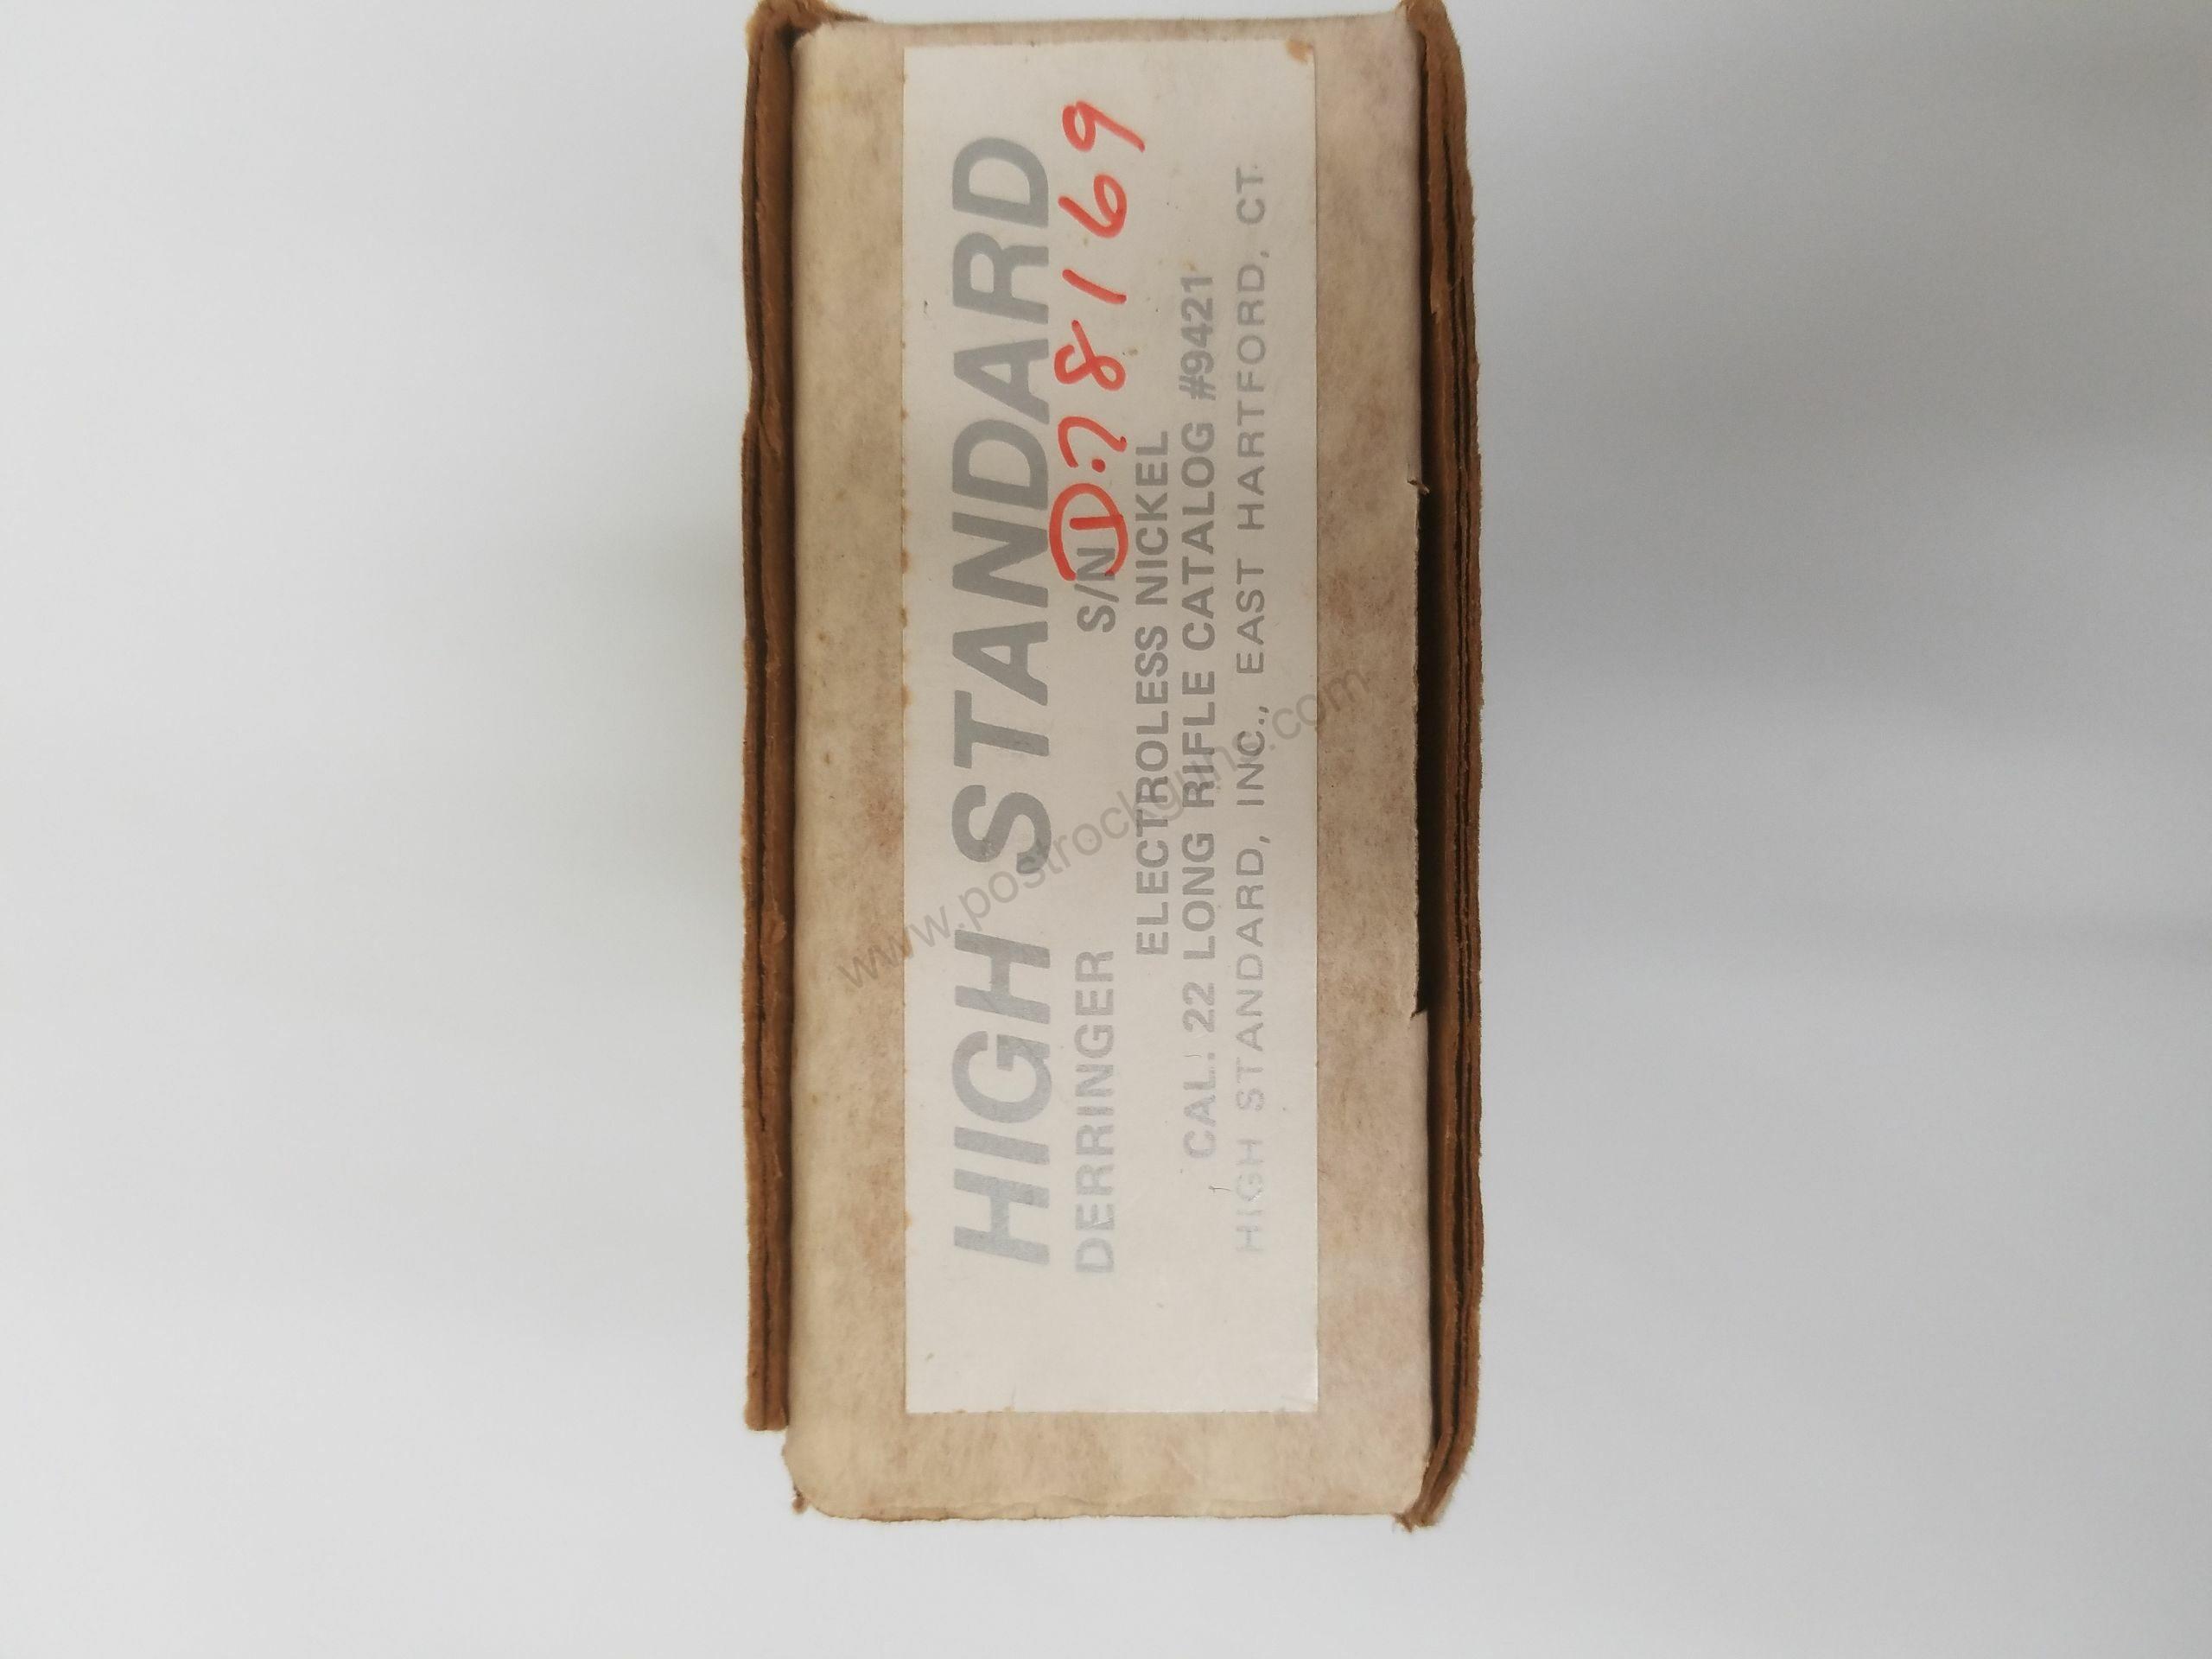 HIGH STANDARD
DERRINGER S/N D78169
ELECTROLESS NICKEL
CAL.: 22 LONG RIFLE CATALOG #9421
HIGH STANDARD, INC., EAST HARTFORD, CT.
www.postrockguns.com